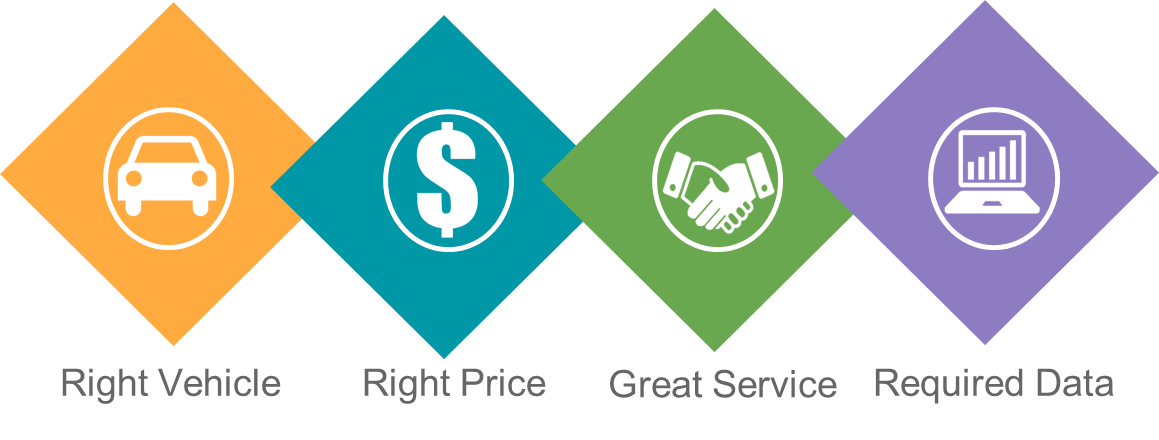 $
Right Vehicle
Right Price
Great Service
Required Data